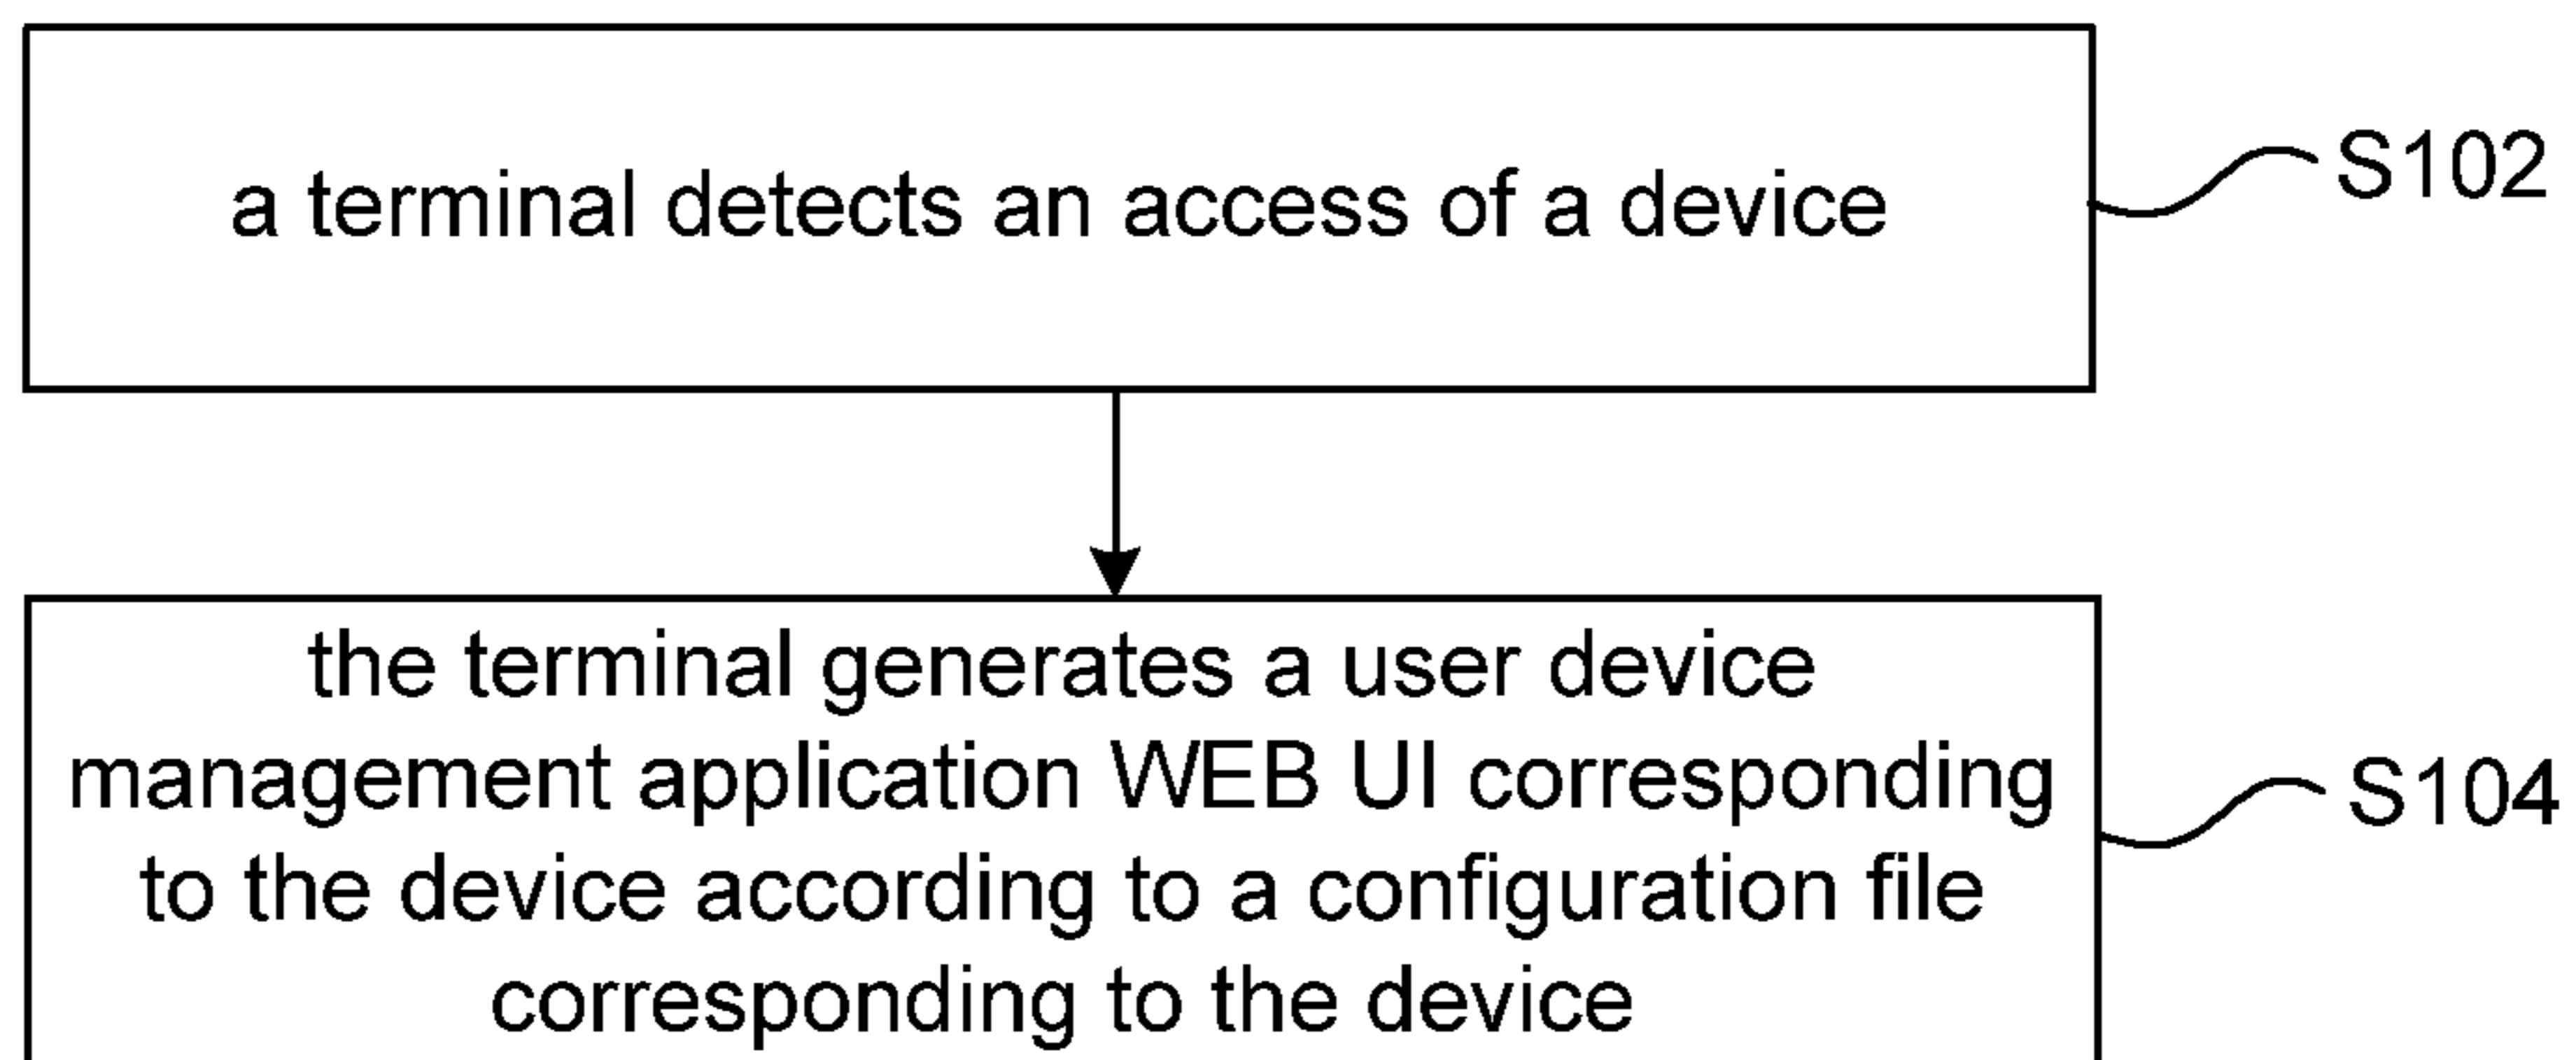 a terminal detects an access of a device
S102
the terminal generates a user device
management application WEB UI corresponding
to the device according to a configuration file
corresponding to the device
S104